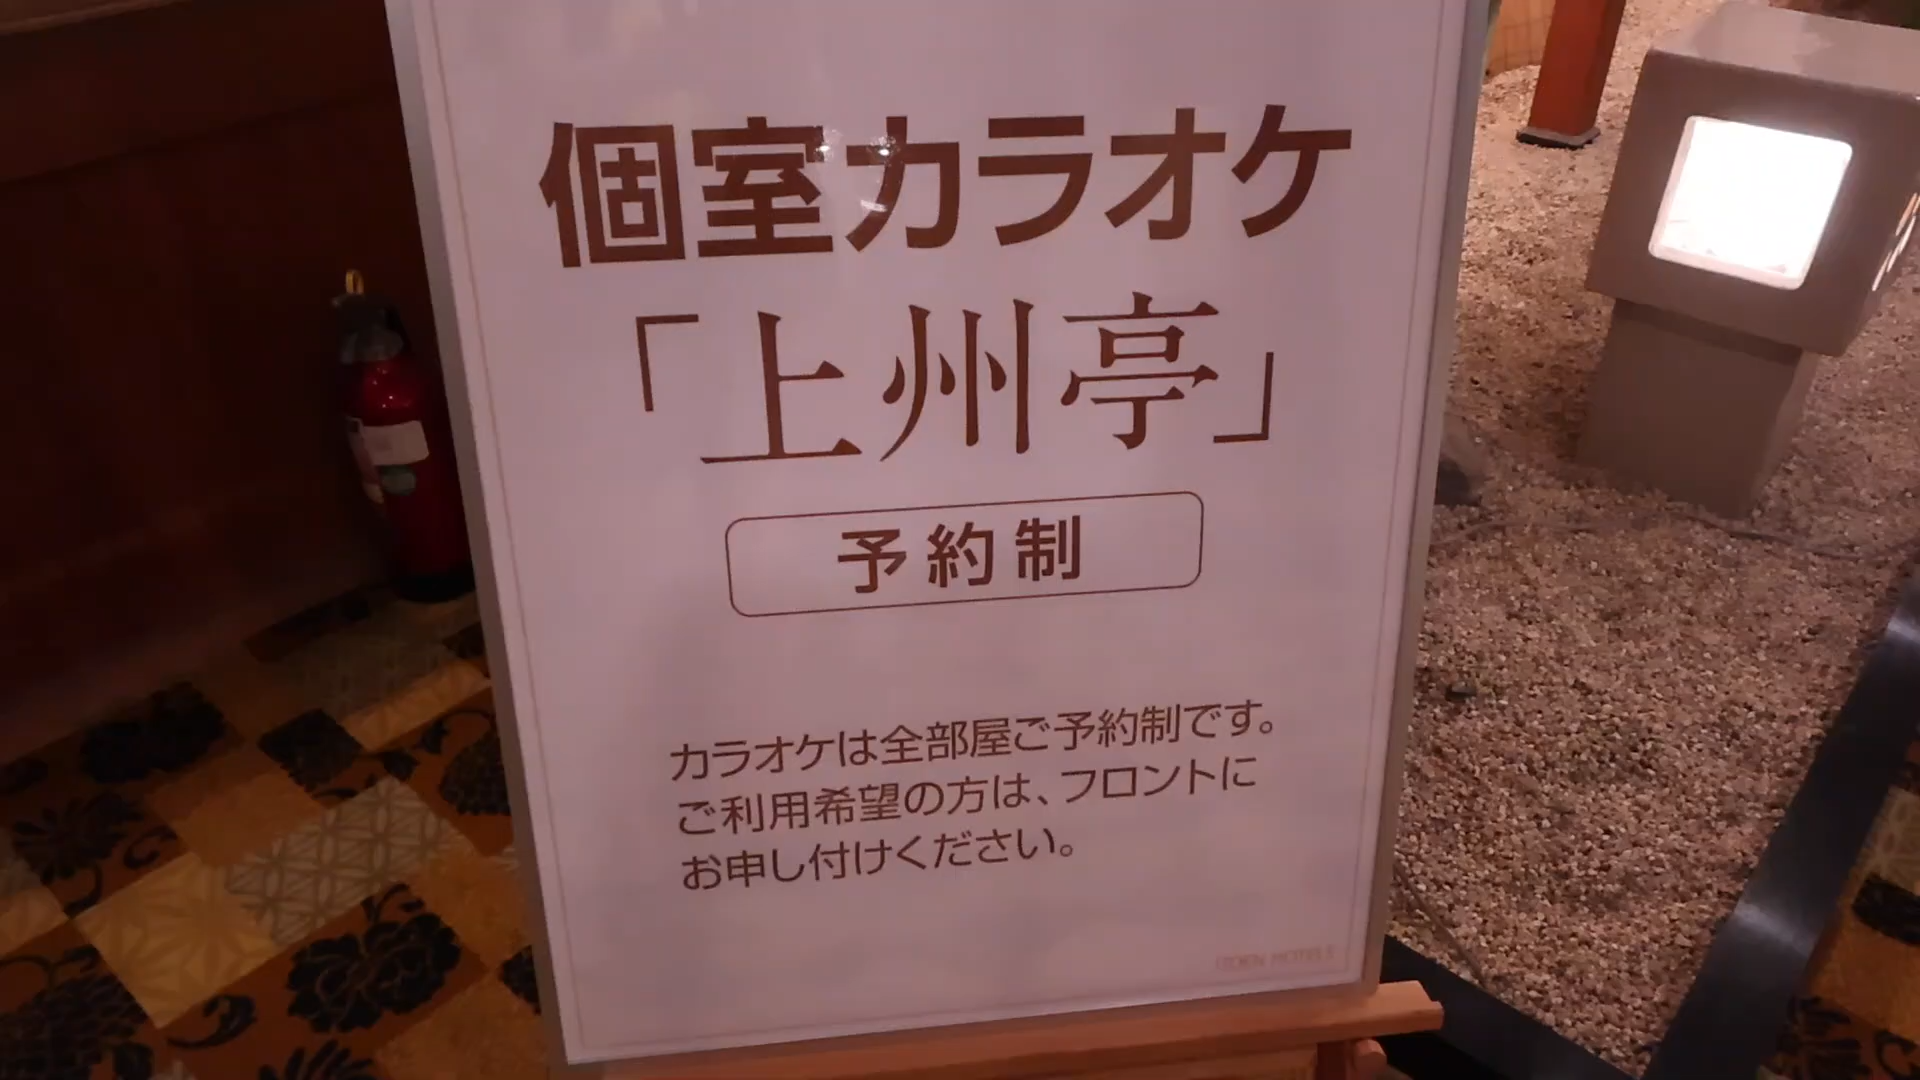 個室カラオケ
「上州亭」
予約制
カラオケは全部屋ご予約制です。
ご利用希望の方は、フロントに
お申し付けください。